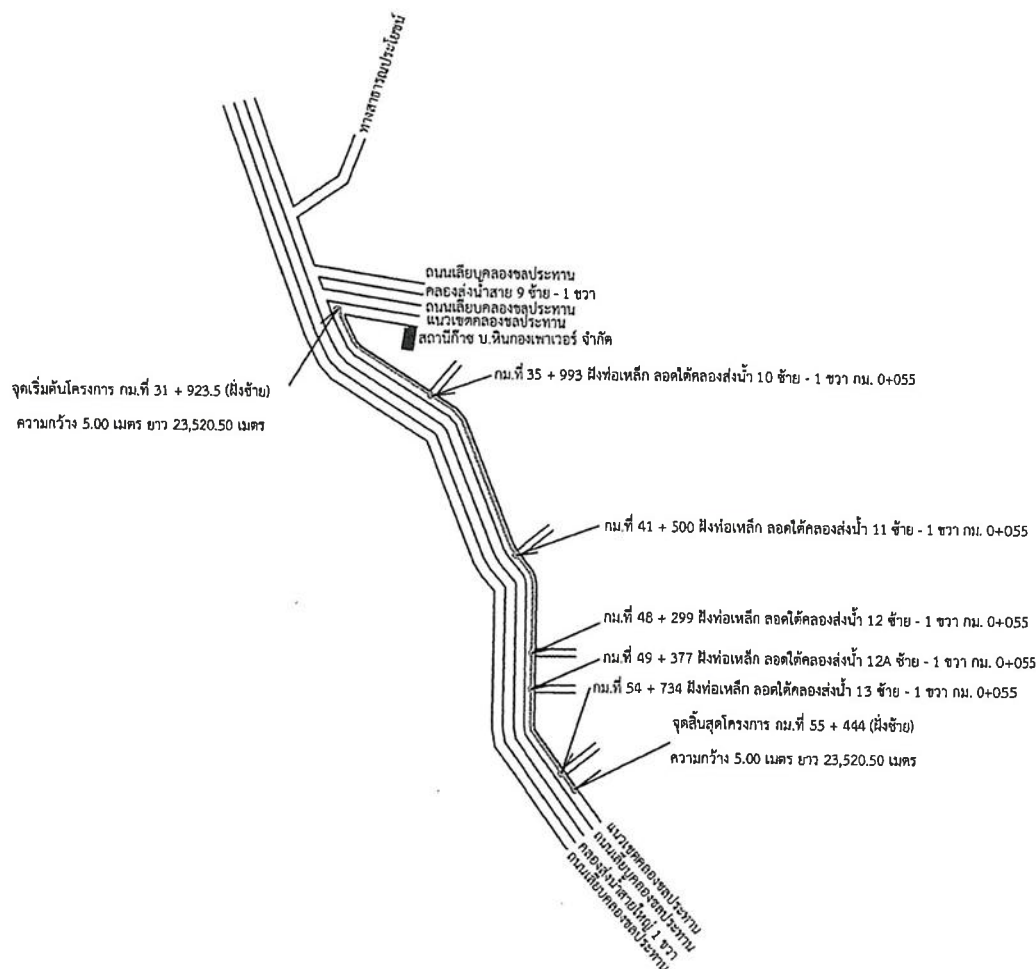 ทางสาธารณประโยชน์
ถนนเลียบคลองชลประทาน
คลองส่งน้ำสาย 9 ซ้าย - 1 ขวา
ถนนเลียบคลองชลประทาน
แนวเขตคลองชลประทาน
สถานีก๊าซ บ.หินกองเพาเวอร์ จำกัด
กม.ที่ 35 + 993 ฝังท่อเหล็ก ลอดใต้คลองส่งน้ำ 10 ซ้าย - 1 ขวา กม. 0+055
จุดเริ่มต้นโครงการ กม.ที่ 31 + 923.5 (ฝั่งซ้าย)
ความกว้าง 5.00 เมตร ยาว 23,520.50 เมตร
กม.ที่ 41 + 500 ฝังท่อเหล็ก ลอดใต้คลองส่งน้ำ 11 ซ้าย - 1 ขวา กม. 0+055
กม.ที่ 48 + 299 ฝังท่อเหล็ก ลอดใต้คลองส่งน้ำ 12 ซ้าย - 1 ขวา กม. 0+055
กม.ที่ 49 + 377 ฝังท่อเหล็ก ลอดใต้คลองส่งน้ำ 12A ซ้าย - 1 ขวา กม. 0+055
กม.ที่ 54 + 734 ฝังท่อเหล็ก ลอดใต้คลองส่งน้ำ 13 ซ้าย - 1 ขวา กม. 0+055
จุดสิ้นสุดโครงการ กม.ที่ 55 + 444 (ฝั่งซ้าย)
ความกว้าง 5.00 เมตร ยาว 23,520.50 เมตร
แนวเขตคลองชลประทาน
ถนนเลียบคลองชลประทาน
คลองส่งน้ำสายใหญ่ 1 ขวา
ถนนเลียบคลองชลประทาน